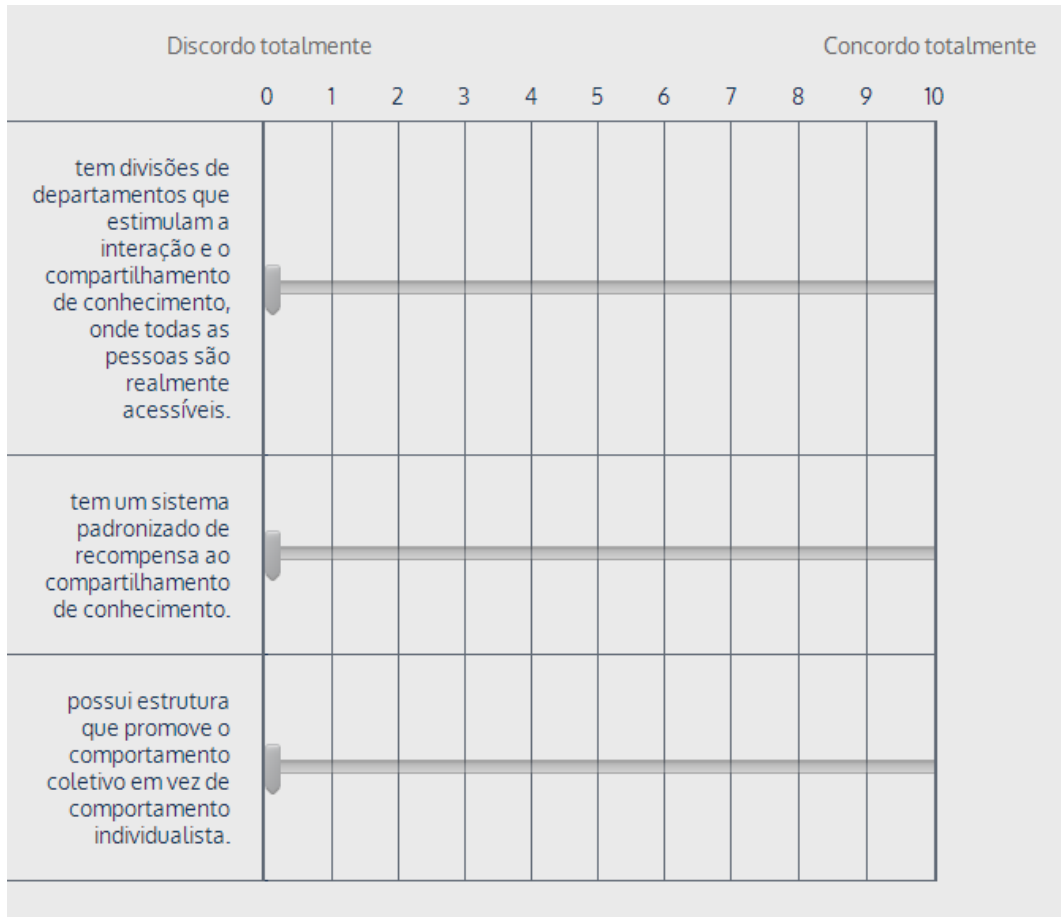 Discordo totalmente Concordo totalmente
0 1 2 3 4 5 6 7 8 9 10
tem divisões de
departamentos que
estimulam a
interação e o
compartilhamento
de conhecimento,
onde todas as
pessoas são
realmente
acessíveis.
tem um sistema
padronizado de
recompensa ao
compartilhamento
de conhecimento.
possui estrutura
que promove o
comportamento
coletivo em vez de
comportamento
individualista.